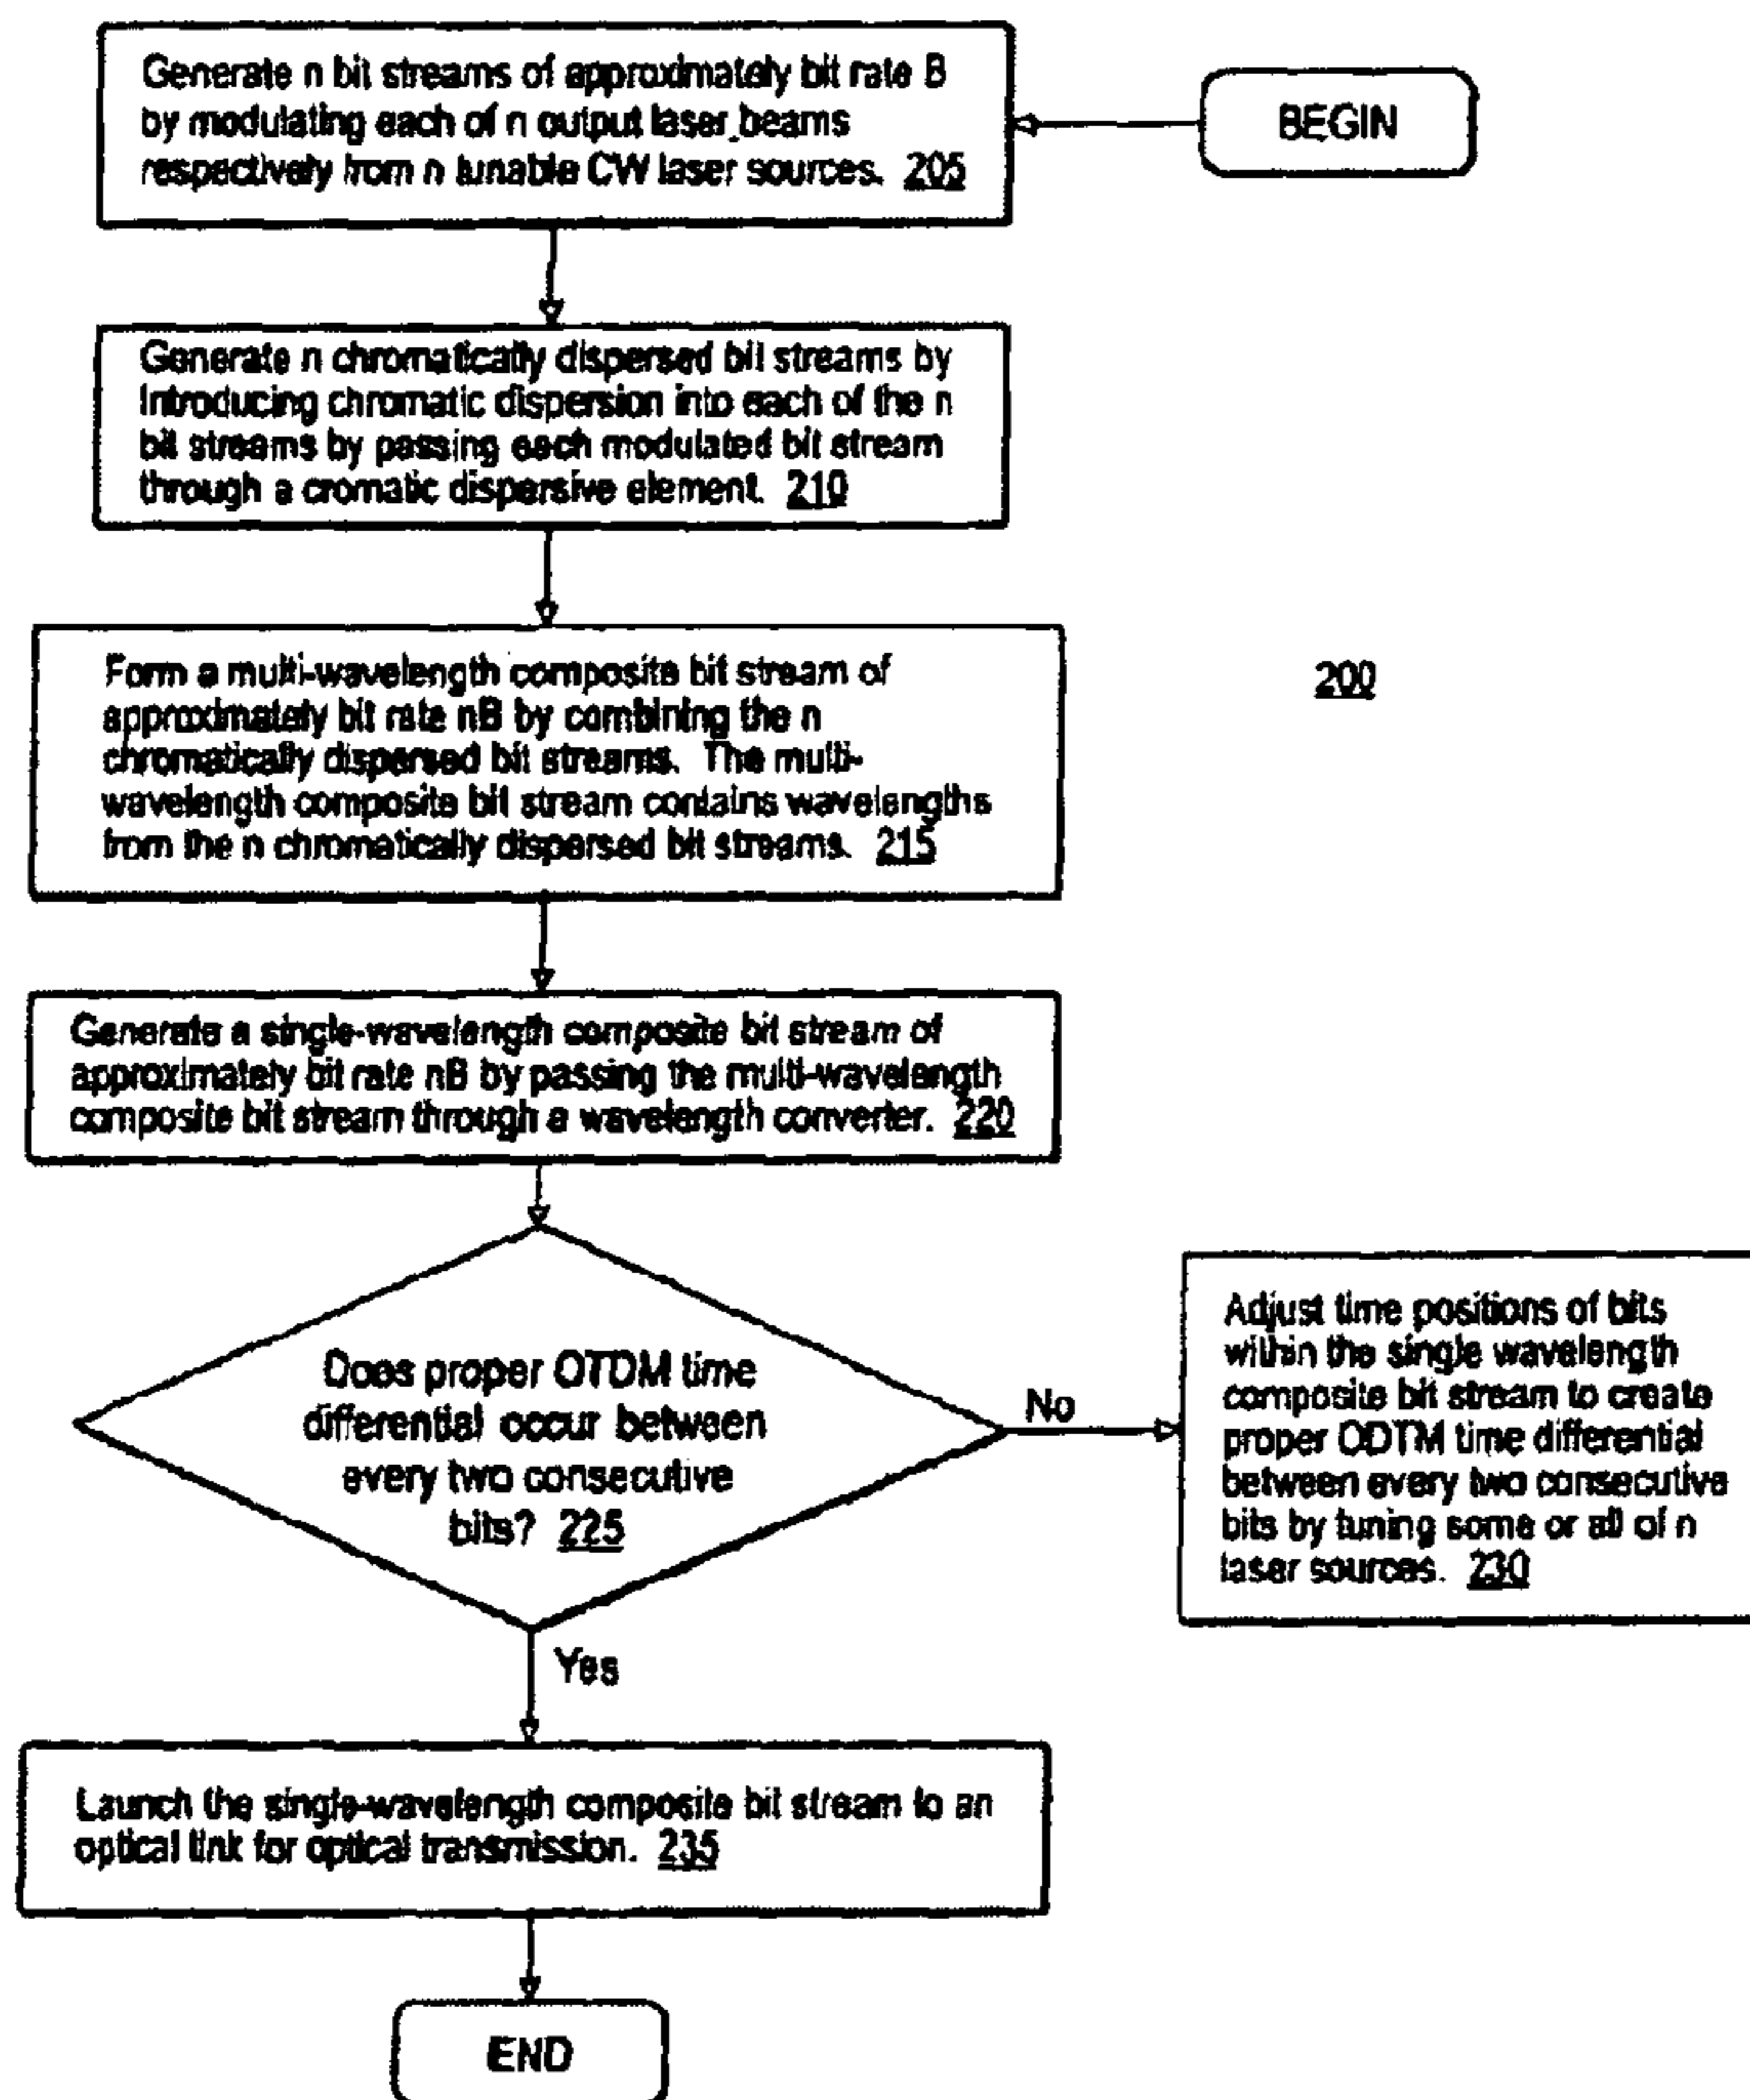 BEGIN
Generate n bit streams of approximately bit rate B
by modulating each of n output laser beams
respectively from n tunable CW laser sources. 205
Generate n chromatically dispersed bit streams by
Introducing chromatic dispersion into each of the n
bit streams by passing each modulated bit stream
through a cromatic dispersive element. 210
Form a multi-wavelength composite bit stream of
approximately bit rate nB by combining the n
chromatically dispersed bit streams. The multi-
wavelength composite bit stream contains wavelengths
from the n chromatically dispersed bit streams. 215
200
Generate a single-wavelength composite bit stream of
approximately bit rate nB by passing the multi-wavelength
composite bit stream through a wavelength converter. 220
Does proper OTDM time
differential occur between
every two consecutive
bits? 225
No
Adjust time positions of bits
within the single wavelength
composite bit stream to create
proper ODTM time differential
between every two consecutive
bits by tuning some or all of n
laser sources. 230
Yes
Launch the single-wavelength composite bit stream to an
optical link for optical transmission. 235
END